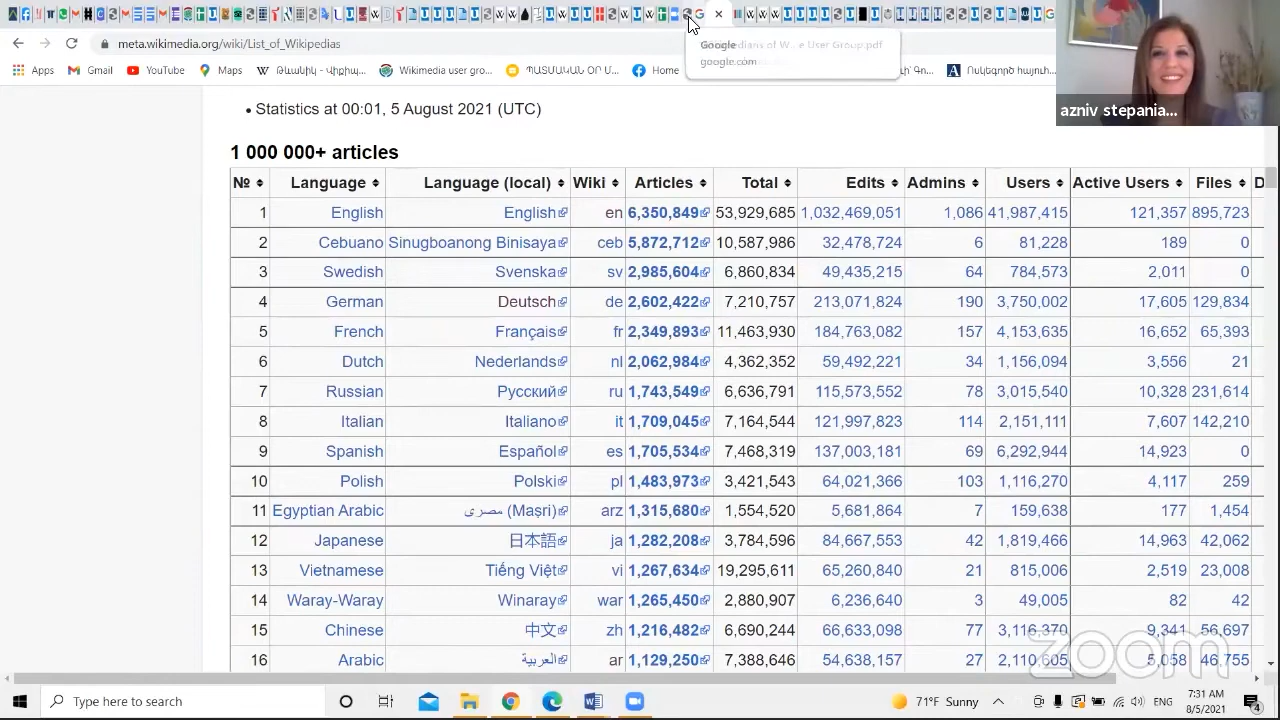 meta.wikimedia.org/wiki/List_of_Wikipedias
Google
google.com
Apps Gmail YouTube Maps Թանկին - Վիքիպ... Wikimedia user gro... ՊԱՏՄԱԿԱՆ ՕՐ Մ... Home
azniv stepania...
• Statistics at 00:01, 5 August 2021 (UTC)
1 000 000+ articles
№ Language Language (local) Wiki Articles Total Edits Admins Users Active Users Files D
1 English English en 6,350,849 53,929,685 1,032,469,051 1,086 41,987,415 121,357 895,723
2 Cebuano Sinugboanong Binisaya ceb 5,872,712 10,587,986 32,478,724 6 81,228 189 0
3 Swedish Svenska sv 2,985,604 6,860,834 49,435,215 64 784,573 2,011 0
4 German Deutsch de 2,602,422 7,210,757 213,071,824 190 3,750,002 17,605 129,834
5 French Français fr 2,349,893 11,463,930 184,763,082 157 4,153,635 16,652 65,393
6 Dutch Nederlands nl 2,062,984 4,362,352 59,492,221 34 1,156,094 3,556 21
7 Russian Русский ru 1,743,549 6,636,791 115,573,552 78 3,015,540 10,328 231,614
8 Italian Italiano it 1,709,045 7,164,544 121,997,823 114 2,151,111 7,607 142,210
9 Spanish Español es 1,705,534 7,468,319 137,003,181 69 6,292,944 14,923 0
10 Polish Polski pl 1,483,973 3,421,543 64,021,366 103 1,116,270 4,117 259
11 Egyptian Arabic مصرى (Maṣri) arz 1,315,680 1,554,520 5,681,864 7 159,638 177 1,454
12 Japanese 日本語 ja 1,282,208 3,784,596 84,667,553 42 1,819,466 14,963 42,062
13 Vietnamese Tiếng Việt vi 1,267,634 19,295,611 65,260,840 21 815,006 2,519 23,008
14 Waray-Waray Winaray war 1,265,450 2,880,907 6,236,640 3 49,005 82 42
15 Chinese 中文 zh 1,216,482 6,690,244 66,633,098 77 3,116,370 9,341 56,697
16 Arabic العربية ar 1,129,250 7,388,646 54,638,157 27 2,110,605 5,058 46,755
zoom
Type here to search
71°F Sunny
ENG
7:31 AM
8/5/2021
4